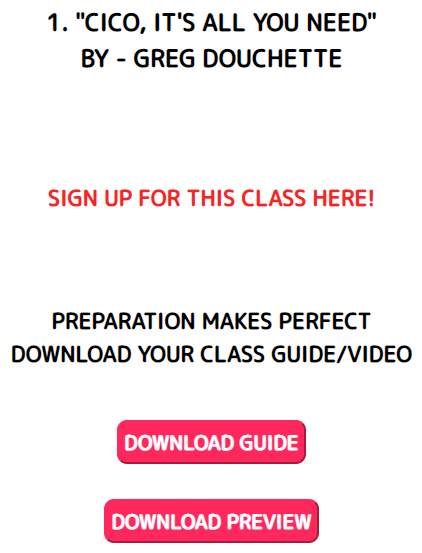 1. "CICO, IT'S ALL YOU NEED"
BY - GREG DOUCHETTE
SIGN UP FOR THIS CLASS HERE!
PREPARATION MAKES PERFECT
DOWNLOAD YOUR CLASS GUIDE/VIDEO
DOWNLOAD GUIDE
DOWNLOAD PREVIEW